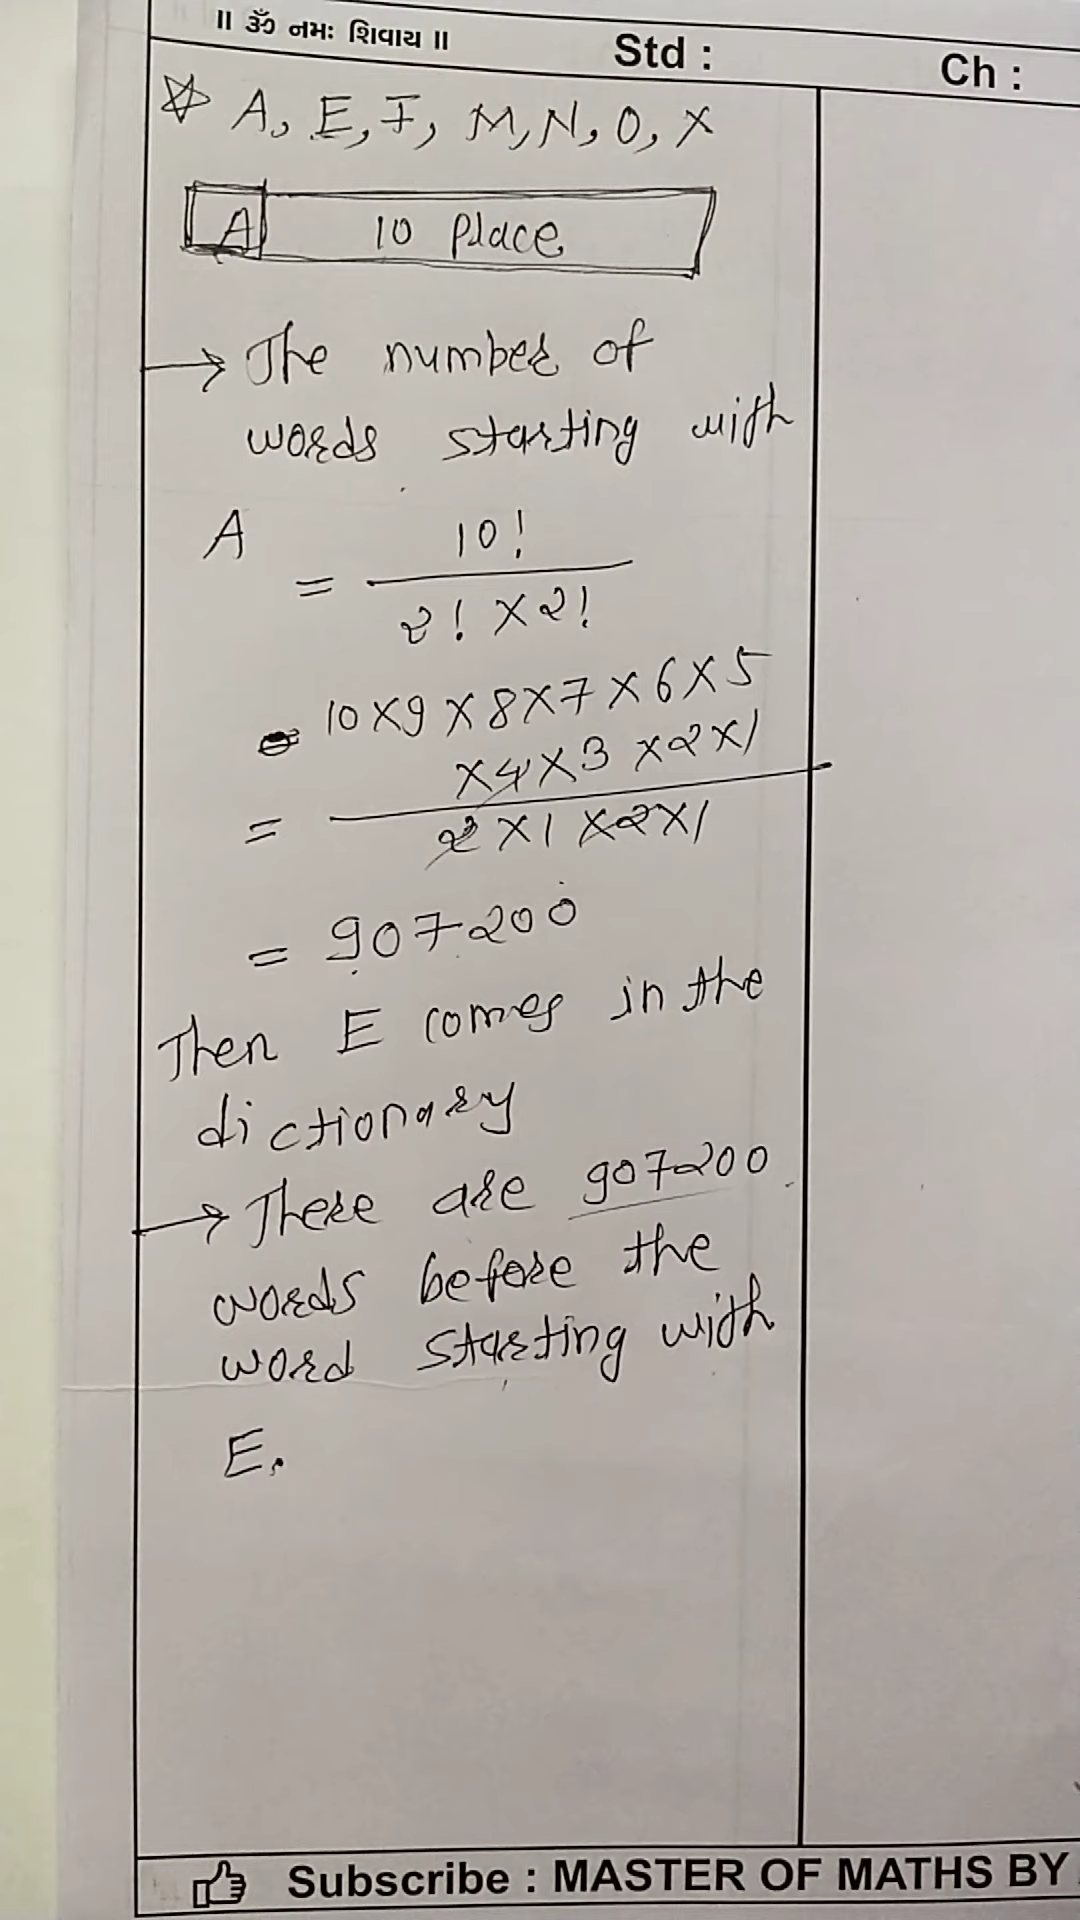 ॥ ૐ નમઃ શિવાય ॥ Std : Ch :
A, E, I, M, N, O, X
A 10 Place
→ The number of
words starting with
A
= 10!
2! × 2!
10×9×8×7×6×5
×4×3×2×1
=
2×1×2×1
= 907200
Then E comes in the
dictionary
→ There are 907200
words before the
word starting with
E.
Subscribe : MASTER OF MATHS BY